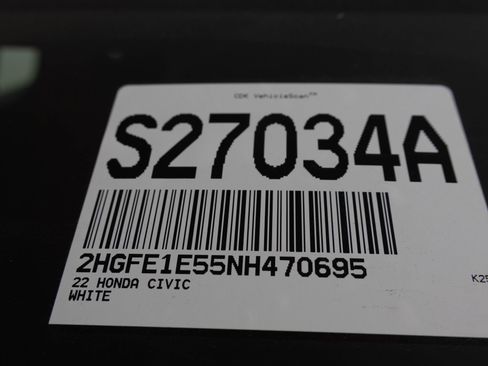 CDK VehicleScan™
S27034A
2HGFE1E55NH470695
22 HONDA CIVIC
WHITE